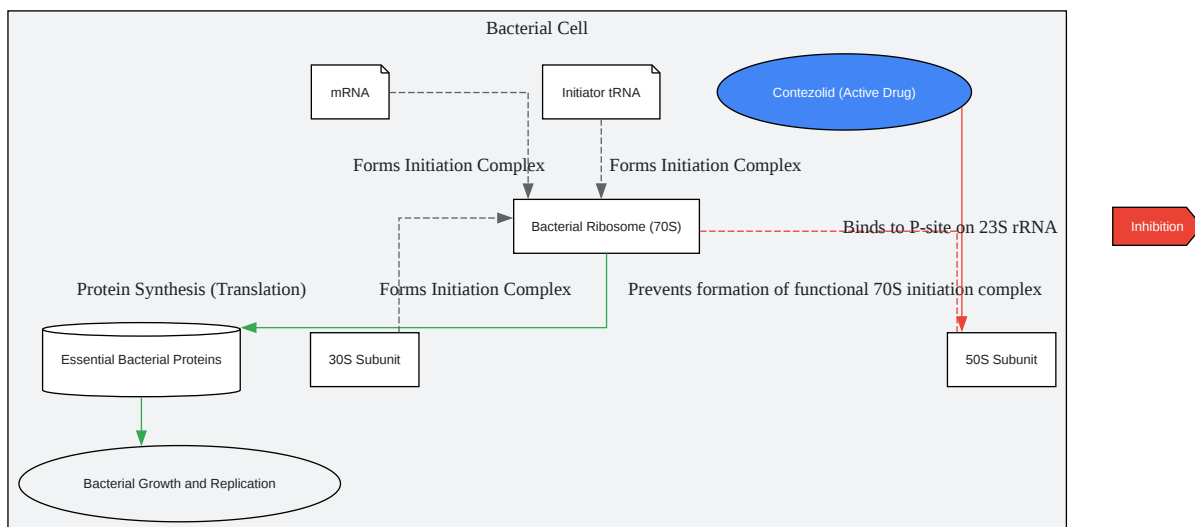 Bacterial Cell
mRNA
Initiator tRNA
Contezolid (Active Drug)
Forms Initiation Complex
Forms Initiation Complex
Bacterial Ribosome (70S)
Binds to P-site on 23S rRNA
Inhibition
Protein Synthesis (Translation)
Forms Initiation Complex
Prevents formation of functional 70S initiation complex
Essential Bacterial Proteins
30S Subunit
50S Subunit
Bacterial Growth and Replication